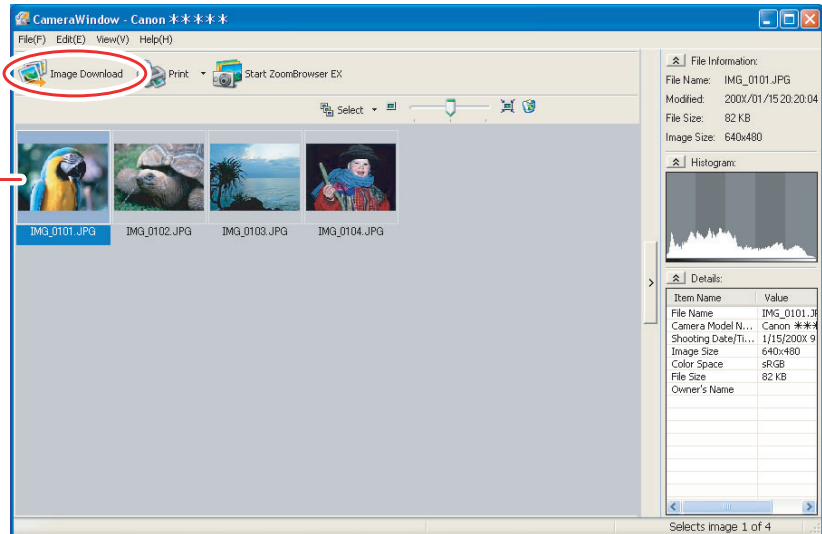 CameraWindow - Canon ＊＊＊＊＊
File(F) Edit(E) View(V) Help(H)
Image Download Print Start ZoomBrowser EX
Select
IMG_0101.JPG IMG_0102.JPG IMG_0103.JPG IMG_0104.JPG
>
File Information:
File Name: IMG_0101.JPG
Modified: 200X/01/15 20:20:04
File Size: 82 KB
Image Size: 640x480
Histogram:
Details:
Item Name Value
File Name IMG_0101.JF
Camera Model N... Canon ＊＊＊
Shooting Date/Ti... 1/15/200X 9
Image Size 640x480
Color Space sRGB
File Size 82 KB
Owner's Name
Selects image 1 of 4